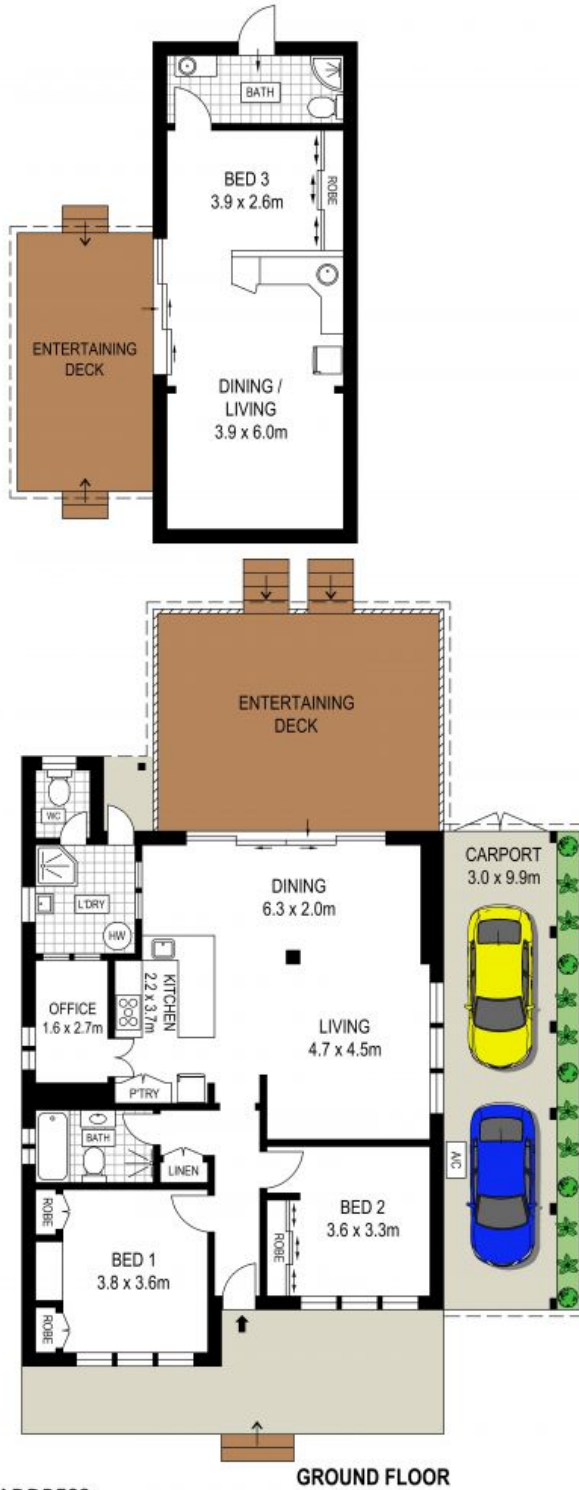 BATH
BED 3
3.9 x 2.6m
ROBE
ENTERTAINING
DECK
DINING /
LIVING
3.9 x 6.0m
ENTERTAINING
DECK
WC
L'DRY
HW
DINING
6.3 x 2.0m
CARPORT
3.0 x 9.9m
KITCHEN
2.2 x 3.7m
OFFICE
1.6 x 2.7m
LIVING
4.7 x 4.5m
P'TRY
BATH
LINEN
A/C
ROBE
BED 1
3.8 x 3.6m
ROBE
BED 2
3.6 x 3.3m
ROBE
GROUND FLOOR